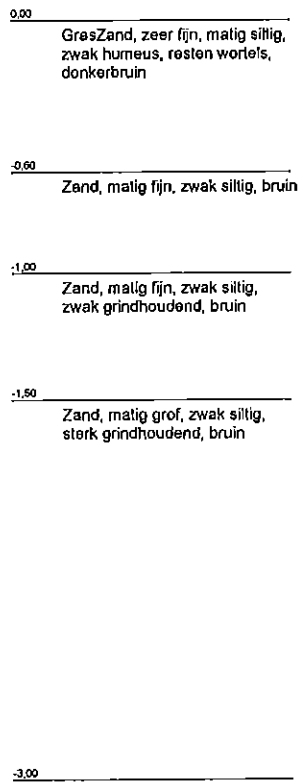 0,00
GrasZand, zeer fijn, matig siltig,
zwak humeus, resten wortels,
donkerbruin
-0,60
Zand, matig fijn, zwak siltig, bruin
-1,00
Zand, matig fijn, zwak siltig,
zwak grindhoudend, bruin
-1,50
Zand, matig grof, zwak siltig,
sterk grindhoudend, bruin
-3,00